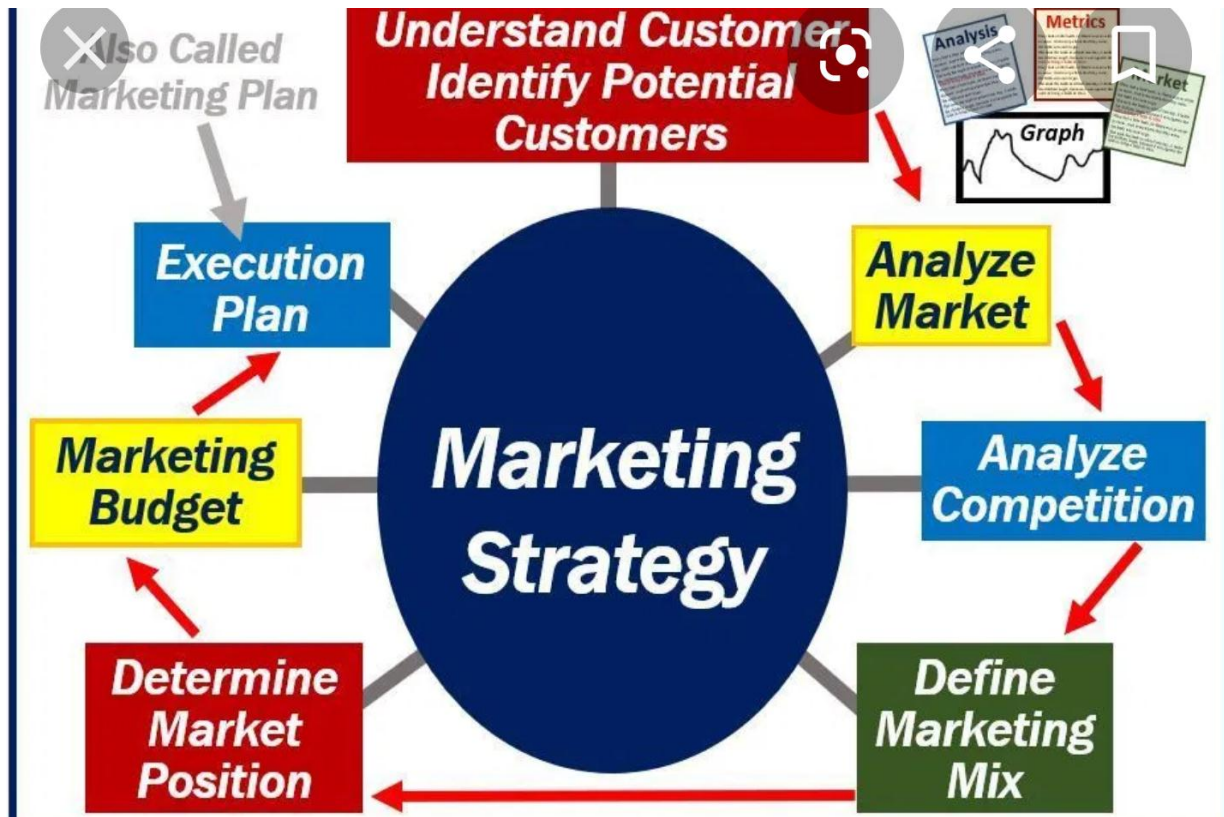 Also Called
Marketing Plan
Understand Customer
Identify Potential
Customers
Analysis
Metrics
Market
Graph
Execution
Plan
Analyze
Market
Marketing
Budget
Marketing
Strategy
Analyze
Competition
Determine
Market
Position
Define
Marketing
Mix